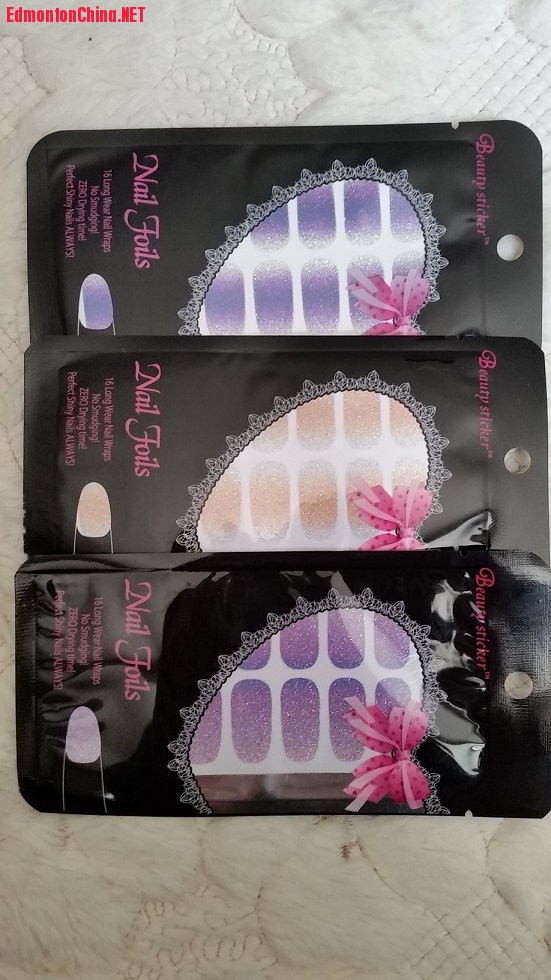 EdmontonChina.NET
Beauty sticker™
Nail Foils
16 Long Wear Nail Wraps
No Smudging
ZERO Drying time!
Perfect Shiny Nails ALWAYS!
Beauty sticker™
Nail Foils
16 Long Wear Nail Wraps
No Smudging
ZERO Drying time!
Perfect Shiny Nails ALWAYS!
Beauty sticker™
Nail Foils
16 Long Wear Nail Wraps
No Smudging
ZERO Drying time!
Perfect Shiny Nails ALWAYS!